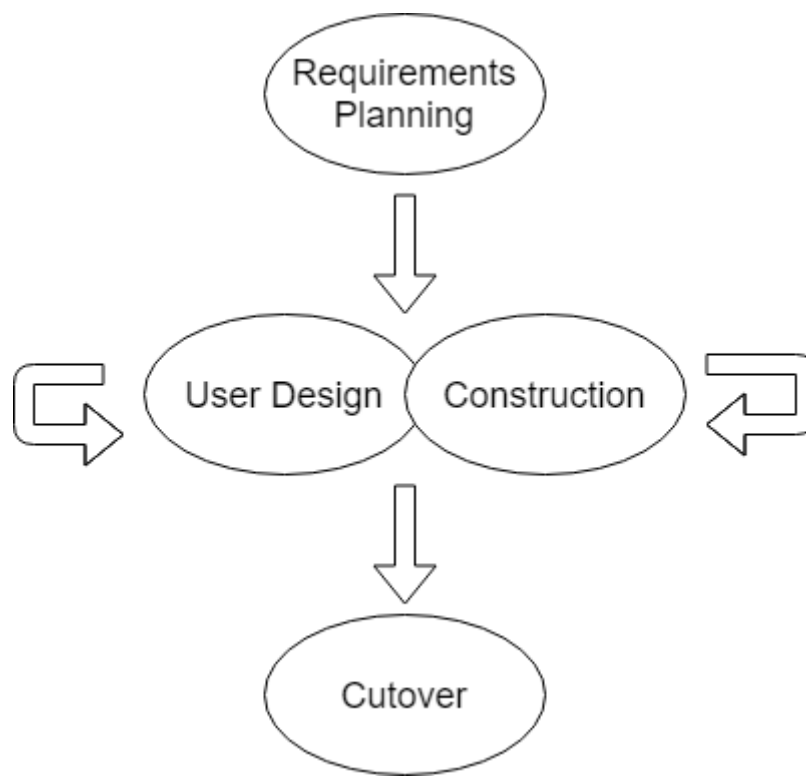 Requirements
Planning
User Design
Construction
Cutover